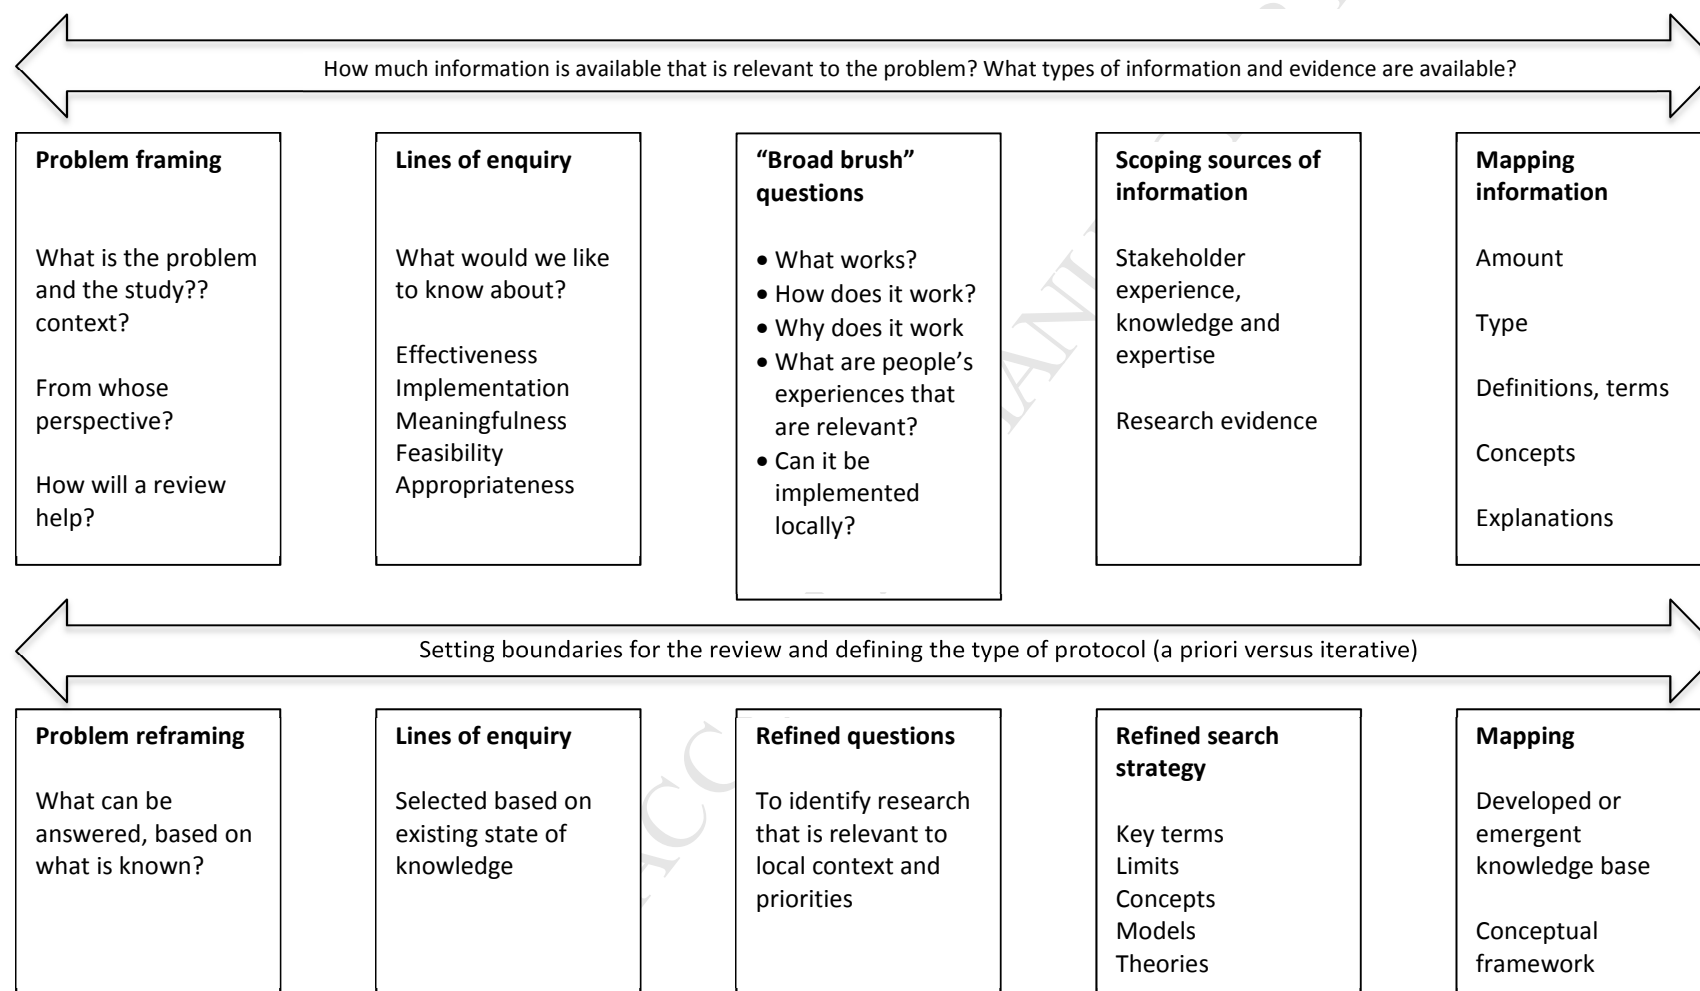 How much information is available that is relevant to the problem? What types of information and evidence are available?
Problem framing
What is the problem
and the study??
context?
From whose
perspective?
How will a review
help?
Lines of enquiry
What would we like
to know about?
Effectiveness
Implementation
Meaningfulness
Feasibility
Appropriateness
“Broad brush”
questions
• What works?
• How does it work?
• Why does it work
• What are people’s
experiences that
are relevant?
• Can it be
implemented
locally?
Scoping sources of
information
Stakeholder
experience,
knowledge and
expertise
Research evidence
Mapping
information
Amount
Type
Definitions, terms
Concepts
Explanations
Setting boundaries for the review and defining the type of protocol (a priori versus iterative)
Problem reframing
What can be
answered, based on
what is known?
Lines of enquiry
Selected based on
existing state of
knowledge
Refined questions
To identify research
that is relevant to
local context and
priorities
Refined search
strategy
Key terms
Limits
Concepts
Models
Theories
Mapping
Developed or
emergent
knowledge base
Conceptual
framework